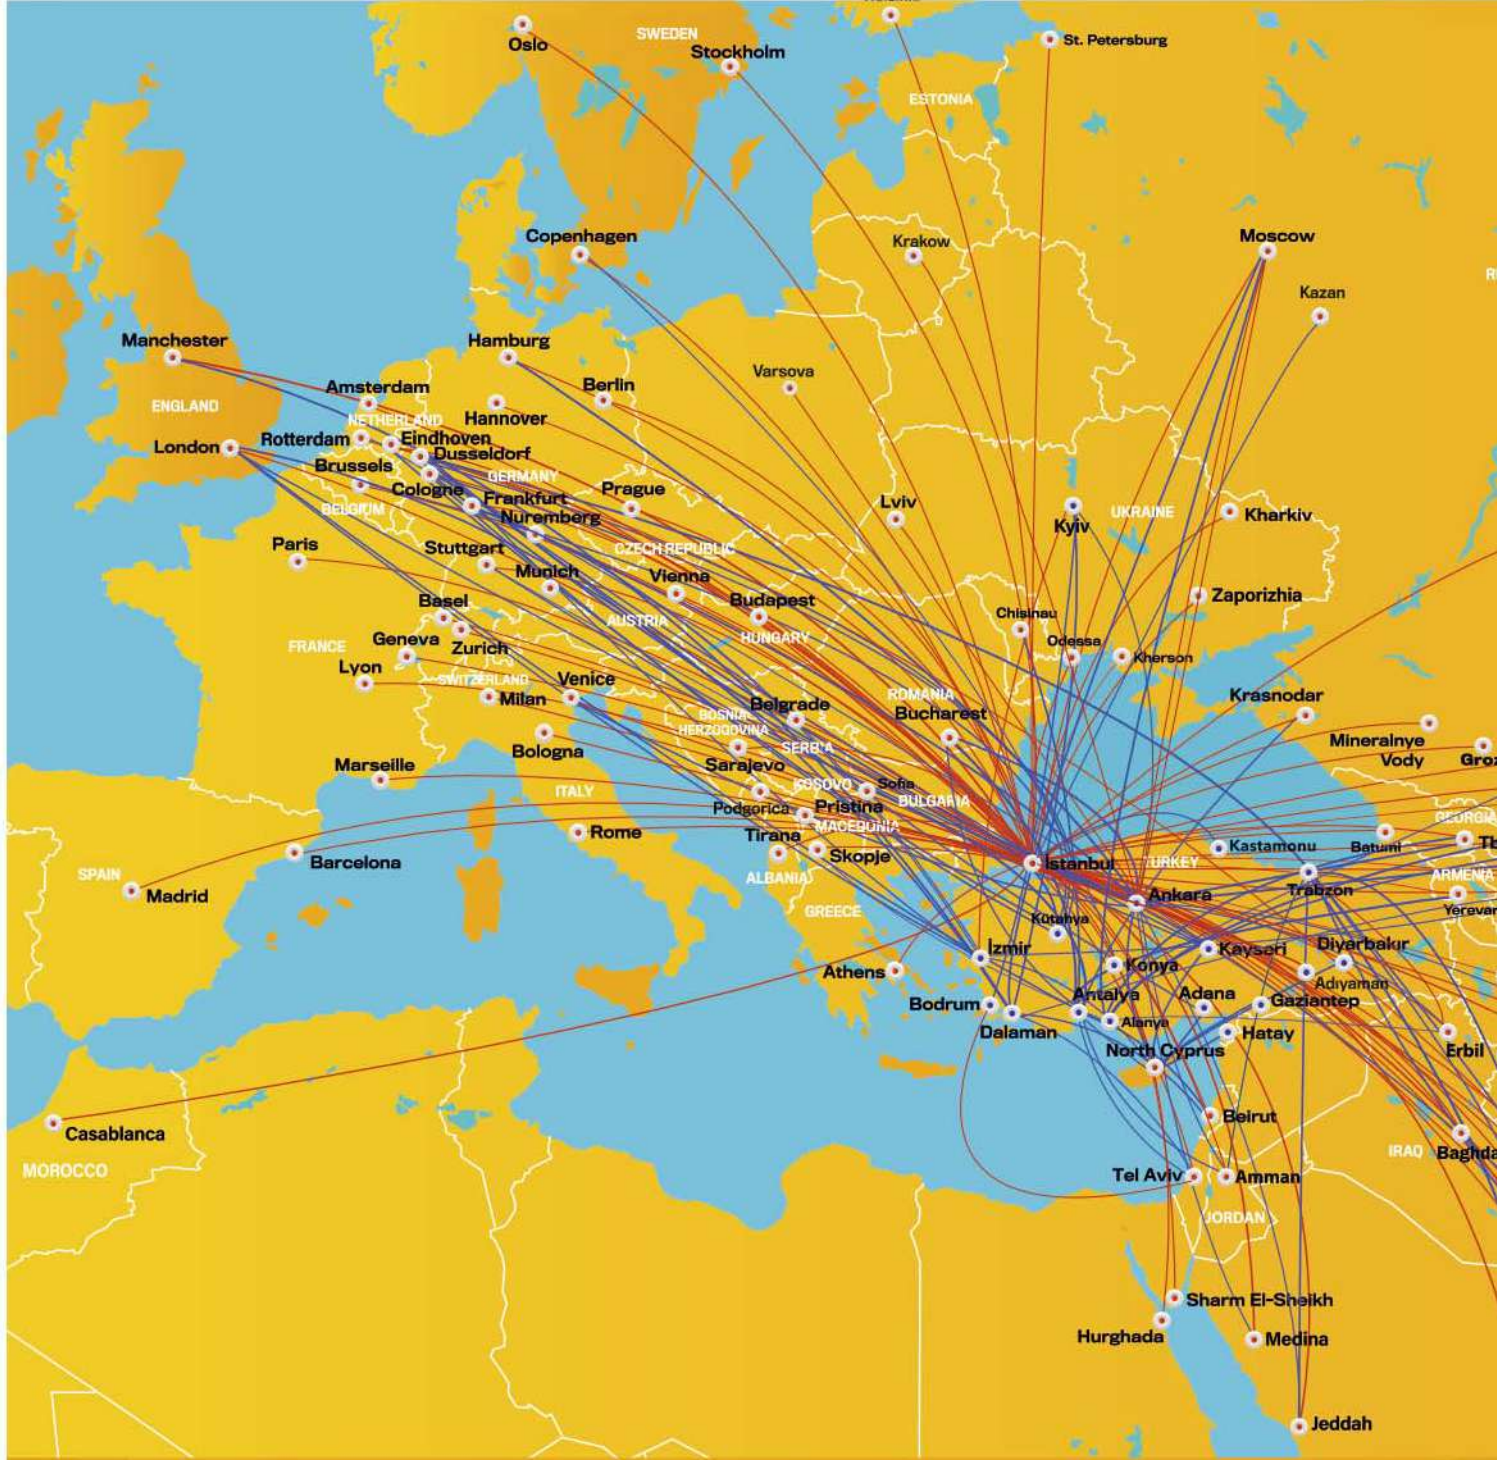 Oslo
SWEDEN
Stockholm
St. Petersburg
ESTONIA
Copenhagen
Krakow
Moscow
Kazan
Manchester
Hamburg
Varsova
Amsterdam
Berlin
ENGLAND
NETHERLAND
Hannover
London
Rotterdam
Eindhoven
Dusseldorf
Brussels
GERMANY
Cologne
Frankfurt
Prague
Lviv
BELGIUM
Nuremberg
Kyiv
UKRAINE
Kharkiv
Paris
Stuttgart
CZECH REPUBLIC
Munich
Vienna
Basel
Budapest
Chisinau
Zaporizhia
AUSTRIA
HUNGARY
Odessa
Geneva
Zurich
FRANCE
Kherson
Lyon
SWITZERLAND
Venice
Milan
ROMANIA
Krasnodar
Belgrade
BOSNIA
HERZOGOVINA
Bucharest
Mineralnye
Vody
Bologna
SERBIA
Sarajevo
Groz
Marseille
KOSOVO
Sofia
ITALY
Podgorica
Pristina
BULGARIA
GEORGIA
MACEDONIA
Rome
Tirana
Batumi
Tb
Kastamonu
Barcelona
Skopje
İstanbul
TURKEY
SPAIN
ALBANIA
Trabzon
ARMENIA
Madrid
Ankara
GREECE
Kütahya
Yerevan
İzmir
Kayseri
Diyarbakır
Athens
Konya
Adıyaman
Bodrum
Antalya
Adana
Gaziantep
Dalaman
Alanya
Hatay
North Cyprus
Erbil
Beirut
Casablanca
IRAQ
Baghda
MOROCCO
Tel Aviv
Amman
JORDAN
Sharm El-Sheikh
Hurghada
Medina
Jeddah